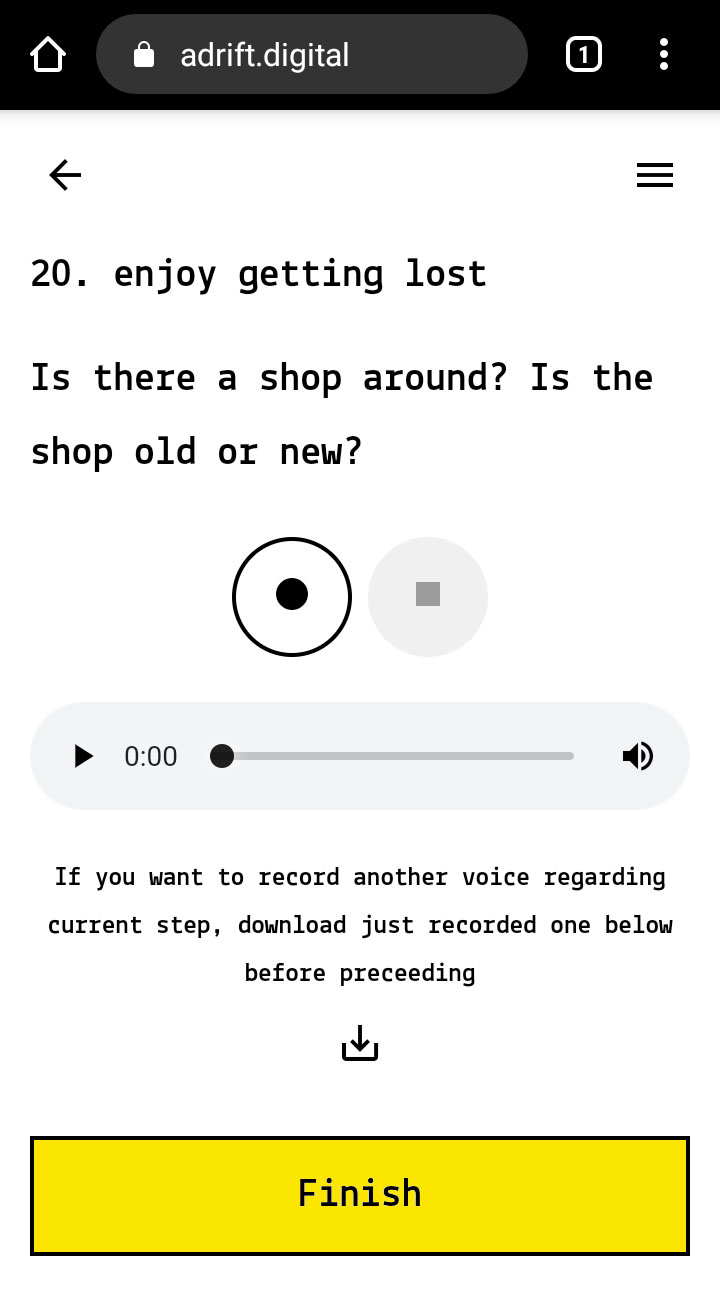 adrift.digital
1
20. enjoy getting lost
Is there a shop around? Is the
shop old or new?
0:00
If you want to record another voice regarding
current step, download just recorded one below
before preceeding
Finish